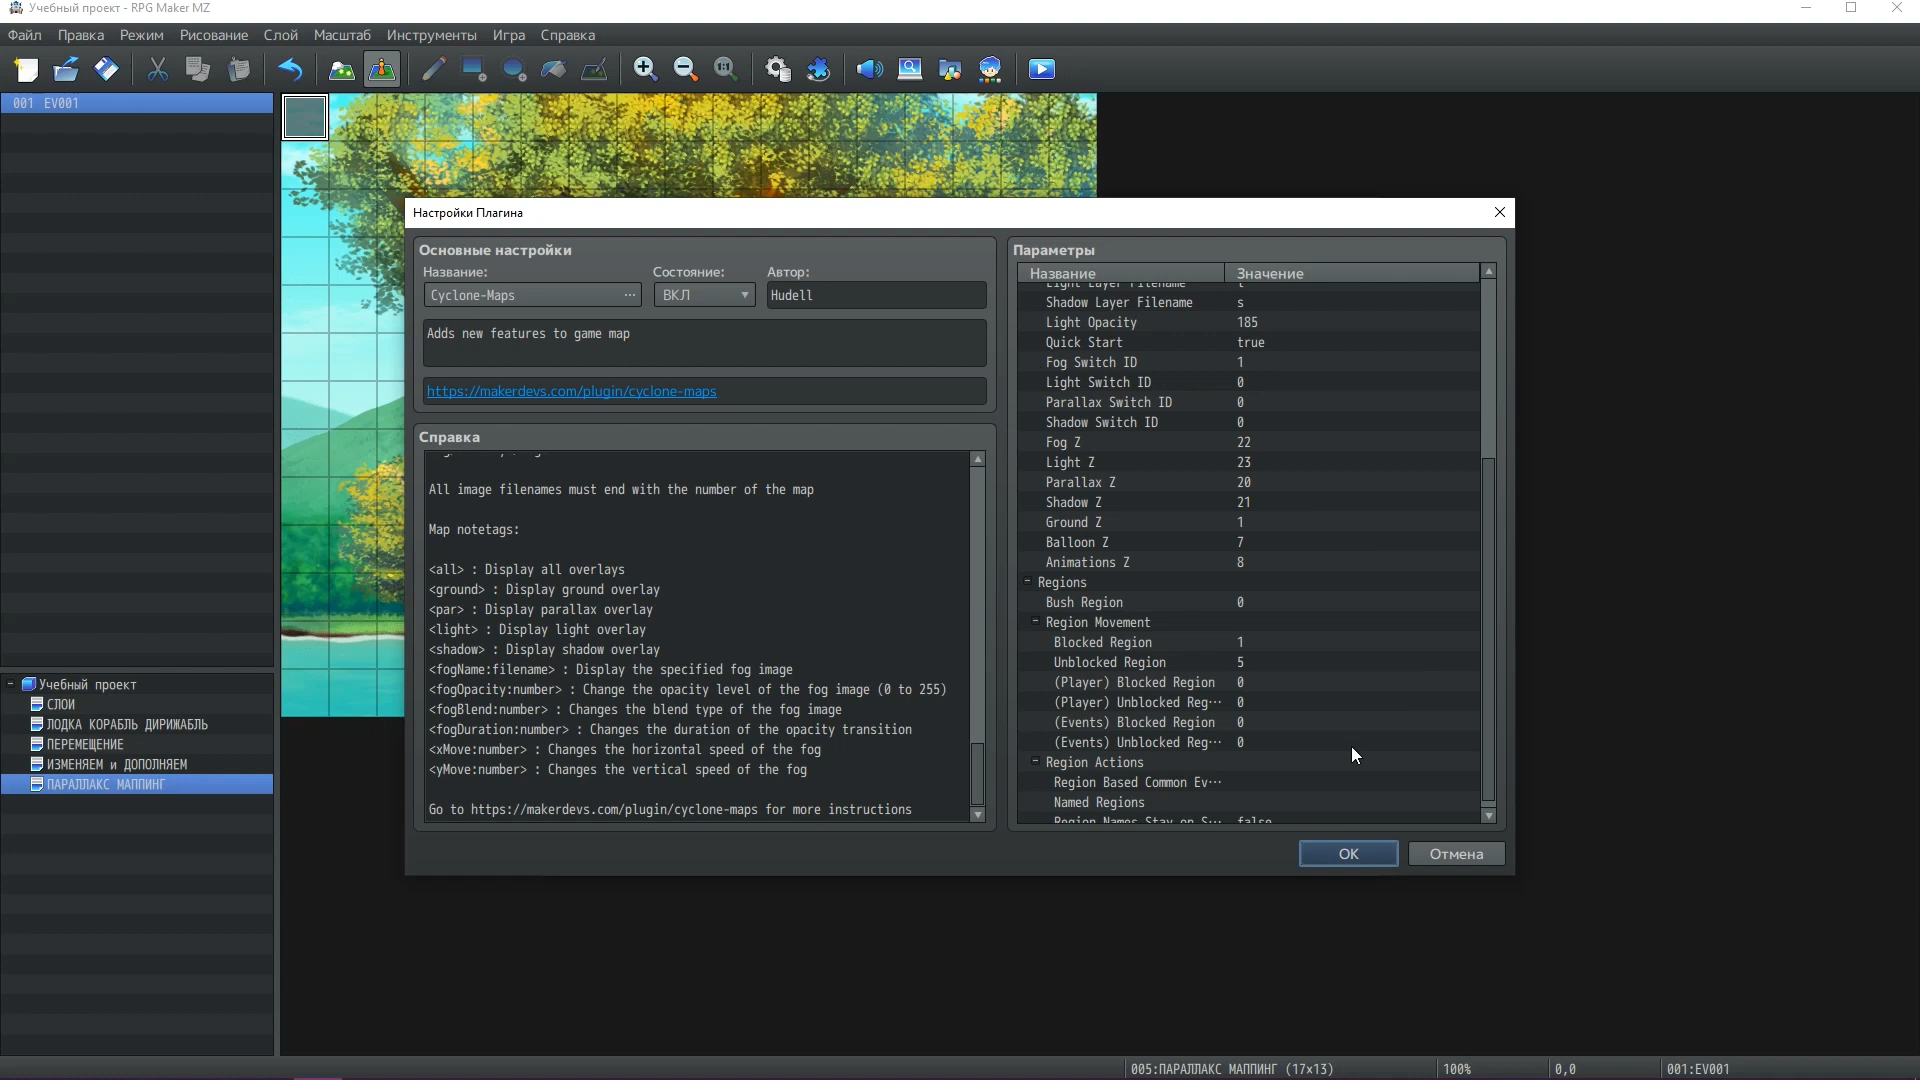 Учебный проект - RPG Maker MZ
Файл Правка Режим Рисование Слой Масштаб Инструменты Игра Справка
001 EV001
Настройки Плагина
Основные настройки
Название: Состояние: Автор:
Cyclone-Maps ... ВКЛ Hudell
Adds new features to game map
https://makerdevs.com/plugin/cyclone-maps
Справка
All image filenames must end with the number of the map
Map notetags:
<all> : Display all overlays
<ground> : Display ground overlay
<par> : Display parallax overlay
<light> : Display light overlay
<shadow> : Display shadow overlay
<fogName:filename> : Display the specified fog image
<fogOpacity:number> : Change the opacity level of the fog image (0 to 255)
<fogBlend:number> : Changes the blend type of the fog image
<fogDuration:number> : Changes the duration of the opacity transition
<xMove:number> : Changes the horizontal speed of the fog
<yMove:number> : Changes the vertical speed of the fog
Go to https://makerdevs.com/plugin/cyclone-maps for more instructions
Параметры
Название Значение
Light Layer Filename
Shadow Layer Filename s
Light Opacity 185
Quick Start true
Fog Switch ID 1
Light Switch ID 0
Parallax Switch ID 0
Shadow Switch ID 0
Fog Z 22
Light Z 23
Parallax Z 20
Shadow Z 21
Ground Z 1
Balloon Z 7
Animations Z 8
Regions
Bush Region 0
Region Movement
Blocked Region 1
Unblocked Region 5
(Player) Blocked Region 0
(Player) Unblocked Reg… 0
(Events) Blocked Region 0
(Events) Unblocked Reg… 0
Region Actions
Region Based Common Ev…
Named Regions
Region Names Stay on S… false
OK Отмена
Учебный проект
СЛОИ
ЛОДКА КОРАБЛЬ ДИРИЖАБЛЬ
ПЕРЕМЕЩЕНИЕ
ИЗМЕНЯЕМ и ДОПОЛНЯЕМ
ПАРАЛЛАКС МАППИНГ
005:ПАРАЛЛАКС МАППИНГ (17x13) 100% 0,0 001:EV001